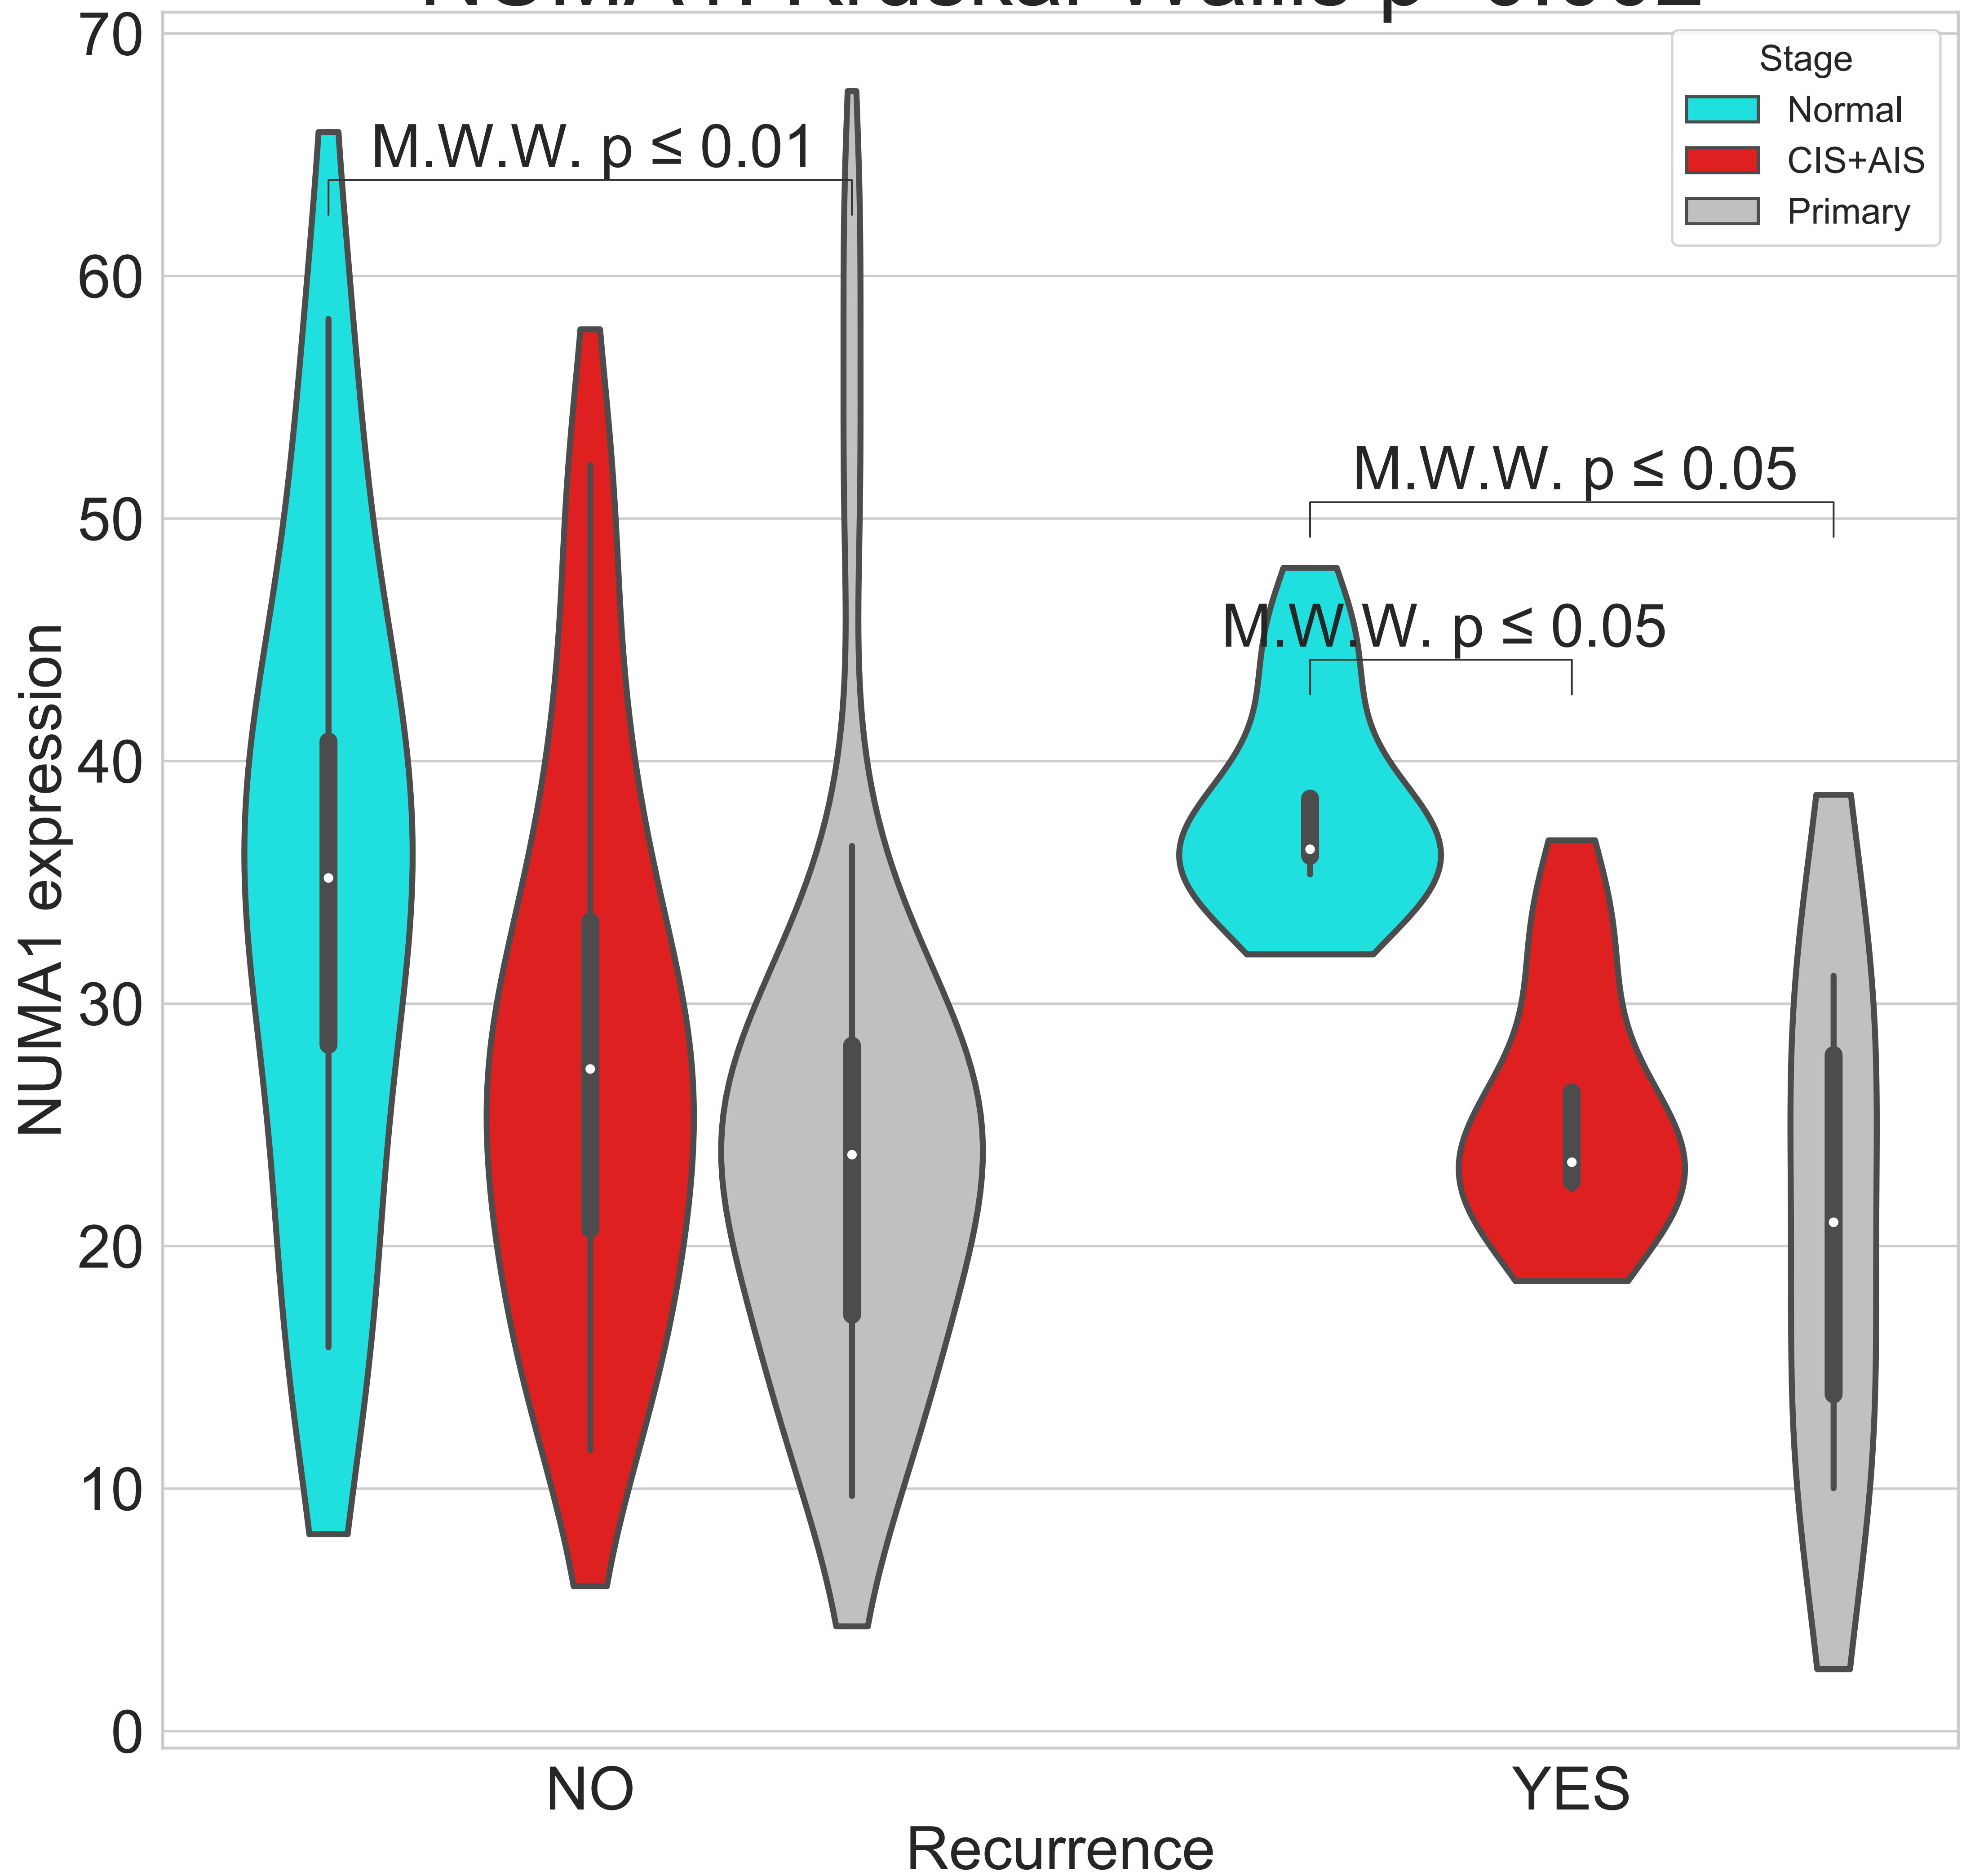 70
60
50
40
30
20
10
0
NUMA1 expression
M.W.W. p ≤ 0.01
M.W.W. p ≤ 0.05
M.W.W. p ≤ 0.05
Stage
Normal
CIS+AIS
Primary
NO
YES
Recurrence